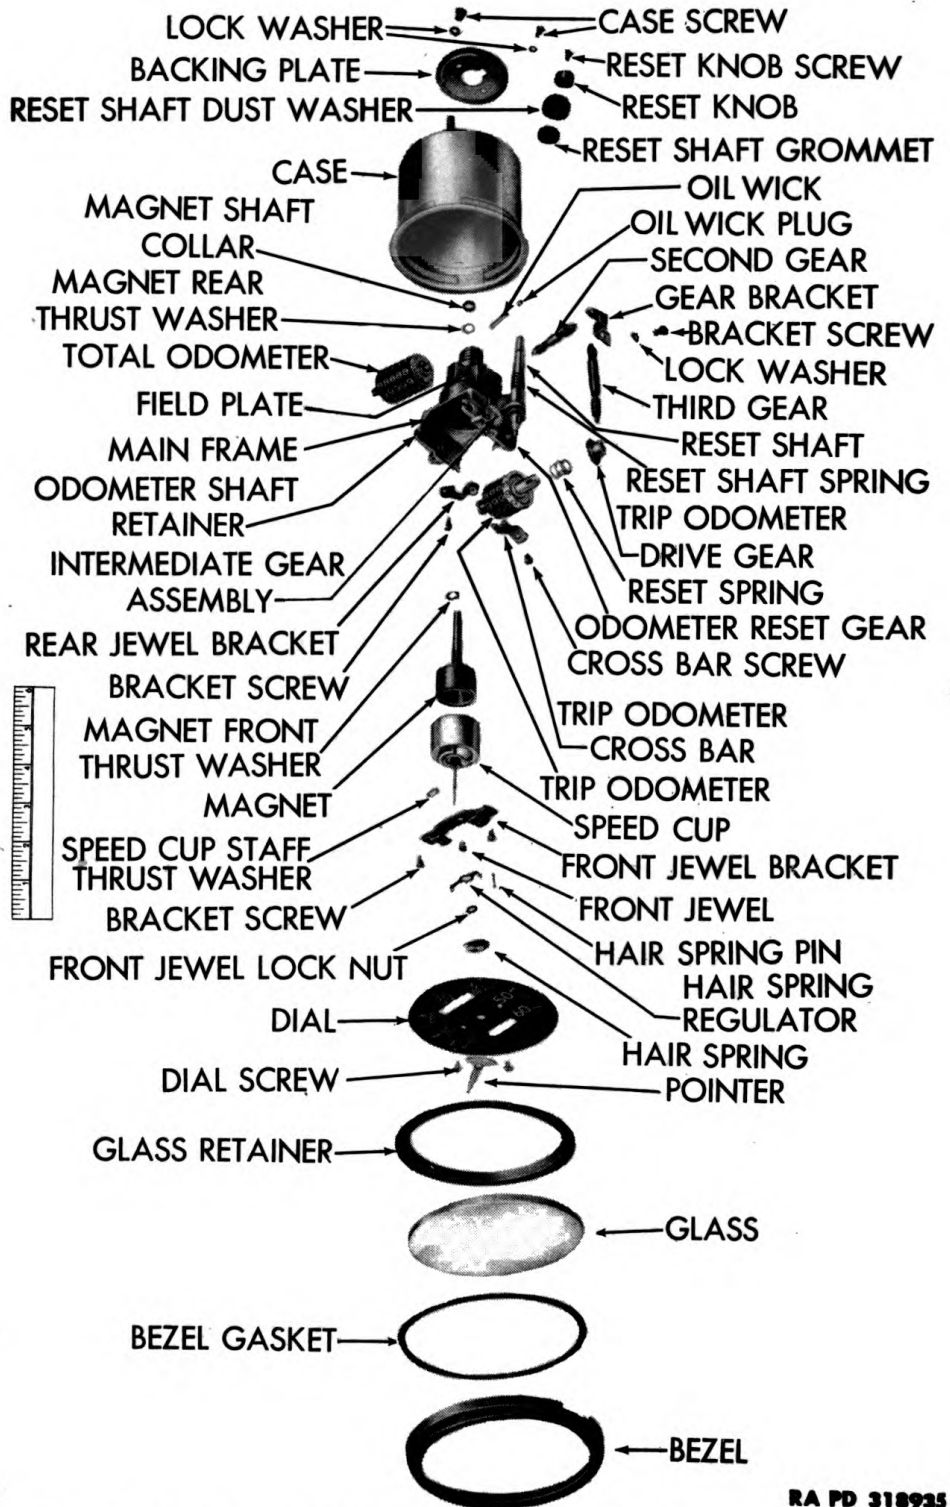 LOCK WASHER
CASE SCREW
BACKING PLATE
RESET KNOB SCREW
RESET SHAFT DUST WASHER
RESET KNOB
RESET SHAFT GROMMET
CASE
OIL WICK
MAGNET SHAFT
COLLAR
OIL WICK PLUG
SECOND GEAR
MAGNET REAR
THRUST WASHER
GEAR BRACKET
BRACKET SCREW
TOTAL ODOMETER
LOCK WASHER
FIELD PLATE
THIRD GEAR
MAIN FRAME
RESET SHAFT
ODOMETER SHAFT
RETAINER
RESET SHAFT SPRING
TRIP ODOMETER
DRIVE GEAR
INTERMEDIATE GEAR
ASSEMBLY
RESET SPRING
REAR JEWEL BRACKET
ODOMETER RESET GEAR
CROSS BAR SCREW
BRACKET SCREW
TRIP ODOMETER
CROSS BAR
MAGNET FRONT
THRUST WASHER
TRIP ODOMETER
MAGNET
SPEED CUP
SPEED CUP STAFF
THRUST WASHER
FRONT JEWEL BRACKET
BRACKET SCREW
FRONT JEWEL
FRONT JEWEL LOCK NUT
HAIR SPRING PIN
HAIR SPRING
REGULATOR
DIAL
50
60
HAIR SPRING
DIAL SCREW
POINTER
GLASS RETAINER
GLASS
BEZEL GASKET
BEZEL
RA PD 318935